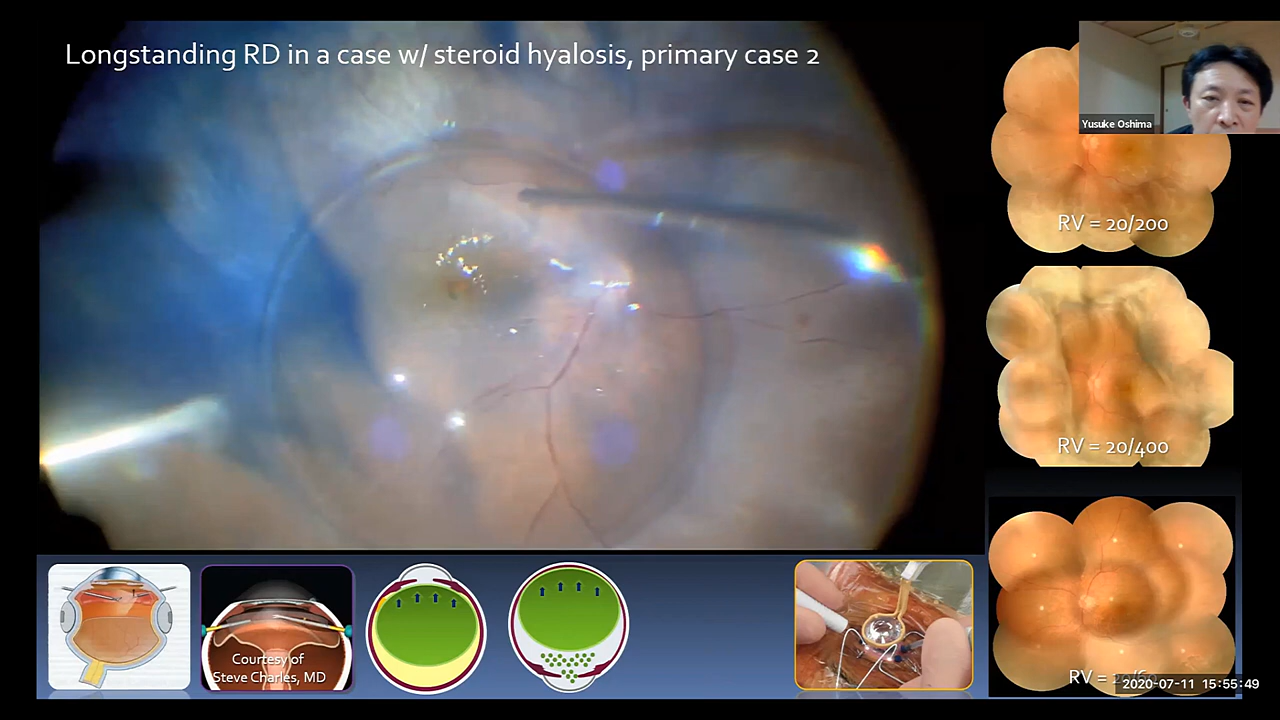 Longstanding RD in a case w/ steroid hyalosis, primary case 2
Yusuke Oshima
RV = 20/200
RV = 20/400
Courtesy of
Steve Charles, MD
RV =
2020-07-11 15:55:49